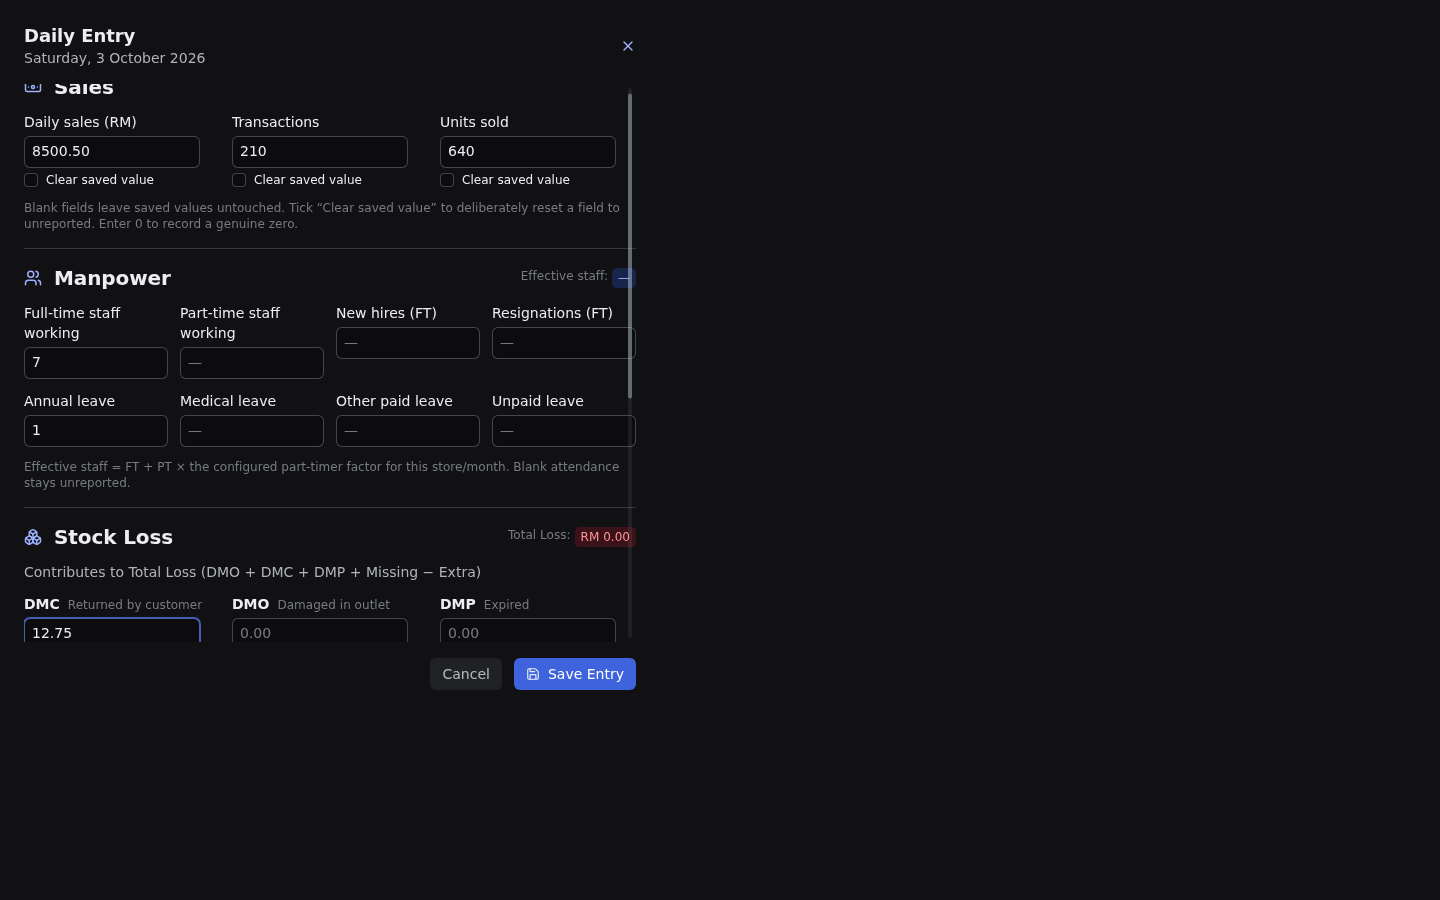 Daily Entry
Saturday, 3 October 2026
Sales
Daily sales (RM) Transactions Units sold
8500.50 210 640
Clear saved value Clear saved value Clear saved value
Blank fields leave saved values untouched. Tick “Clear saved value” to deliberately reset a field to
unreported. Enter 0 to record a genuine zero.
Manpower Effective staff: —
Full-time staff working Part-time staff working New hires (FT) Resignations (FT)
7 — — —
Annual leave Medical leave Other paid leave Unpaid leave
1 — — —
Effective staff = FT + PT × the configured part-timer factor for this store/month. Blank attendance
stays unreported.
Stock Loss Total Loss: RM 0.00
Contributes to Total Loss (DMO + DMC + DMP + Missing − Extra)
DMC Returned by customer DMO Damaged in outlet DMP Expired
12.75 0.00 0.00
Cancel Save Entry